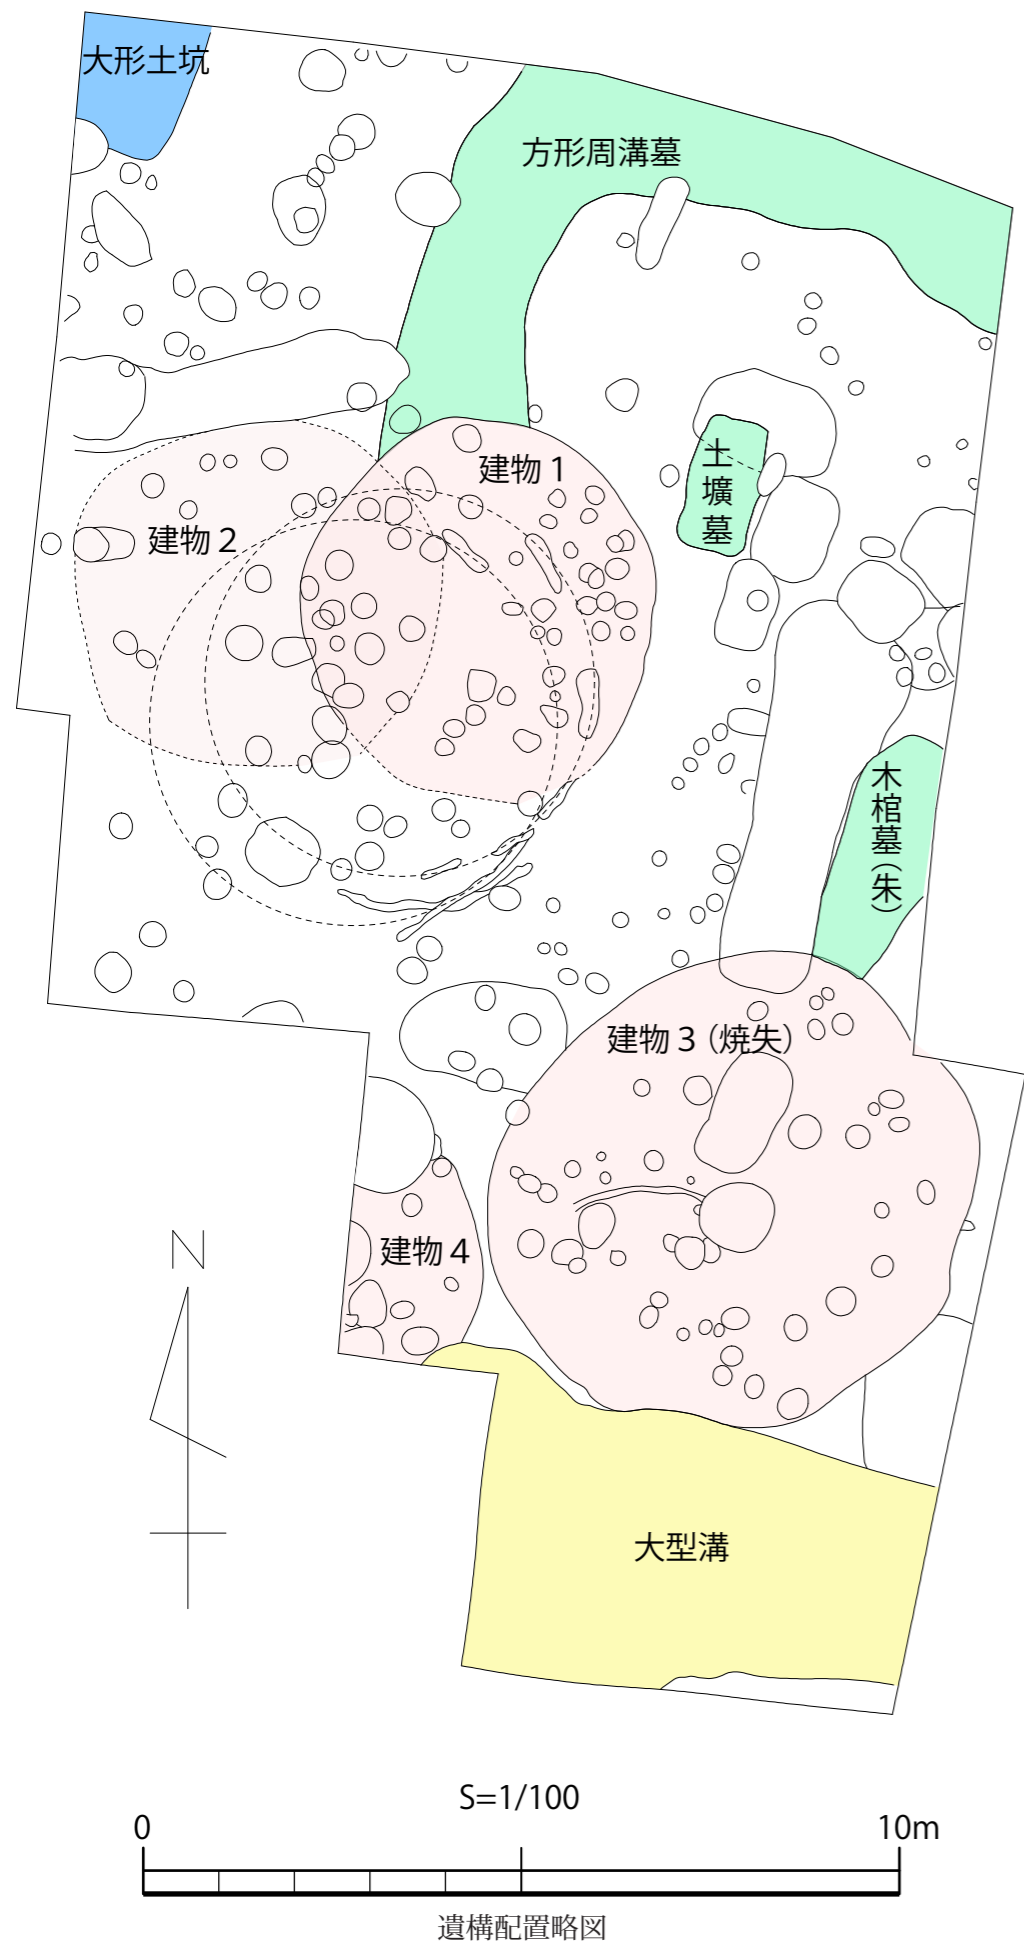 大形土坑
方形周溝墓
建物１
土壙墓
建物２
木棺墓（朱）
建物３（焼失）
建物４
N
大型溝
S=1/100
0
10m
遺構配置略図